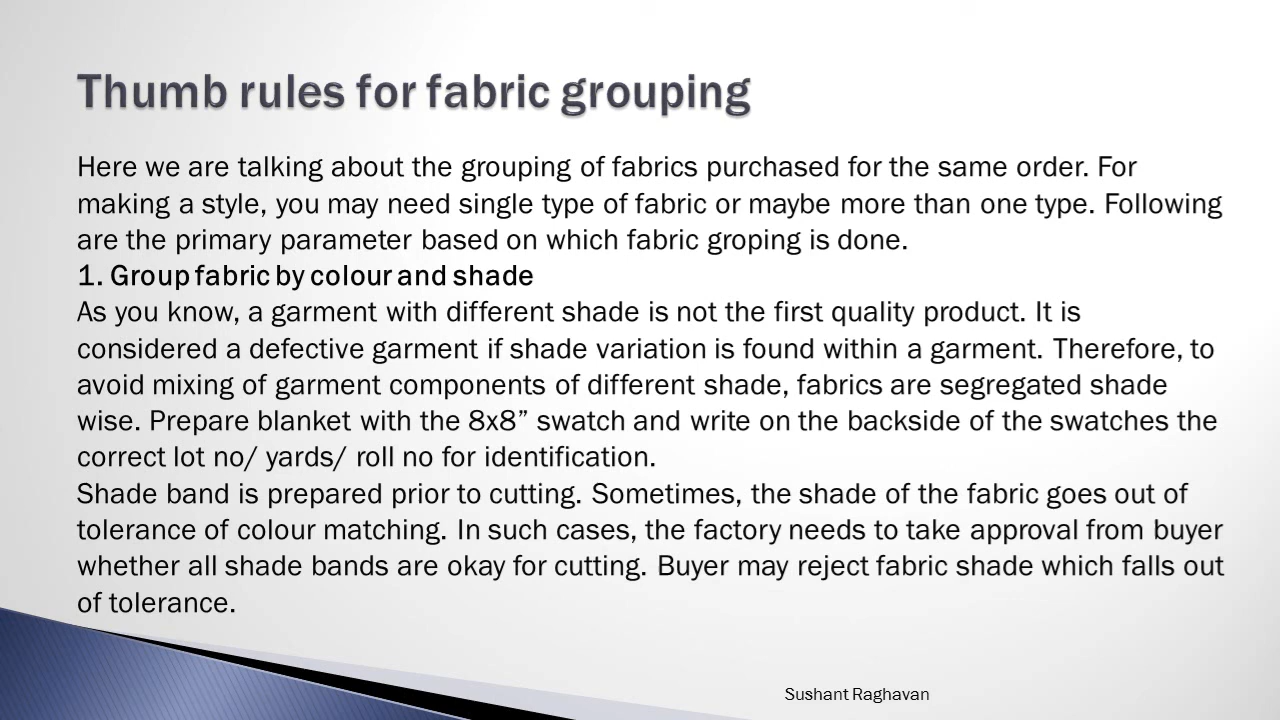 Thumb rules for fabric grouping
Here we are talking about the grouping of fabrics purchased for the same order. For
making a style, you may need single type of fabric or maybe more than one type. Following
are the primary parameter based on which fabric groping is done.
1. Group fabric by colour and shade
As you know, a garment with different shade is not the first quality product. It is
considered a defective garment if shade variation is found within a garment. Therefore, to
avoid mixing of garment components of different shade, fabrics are segregated shade
wise. Prepare blanket with the 8x8” swatch and write on the backside of the swatches the
correct lot no/ yards/ roll no for identification.
Shade band is prepared prior to cutting. Sometimes, the shade of the fabric goes out of
tolerance of colour matching. In such cases, the factory needs to take approval from buyer
whether all shade bands are okay for cutting. Buyer may reject fabric shade which falls out
of tolerance.
Sushant Raghavan